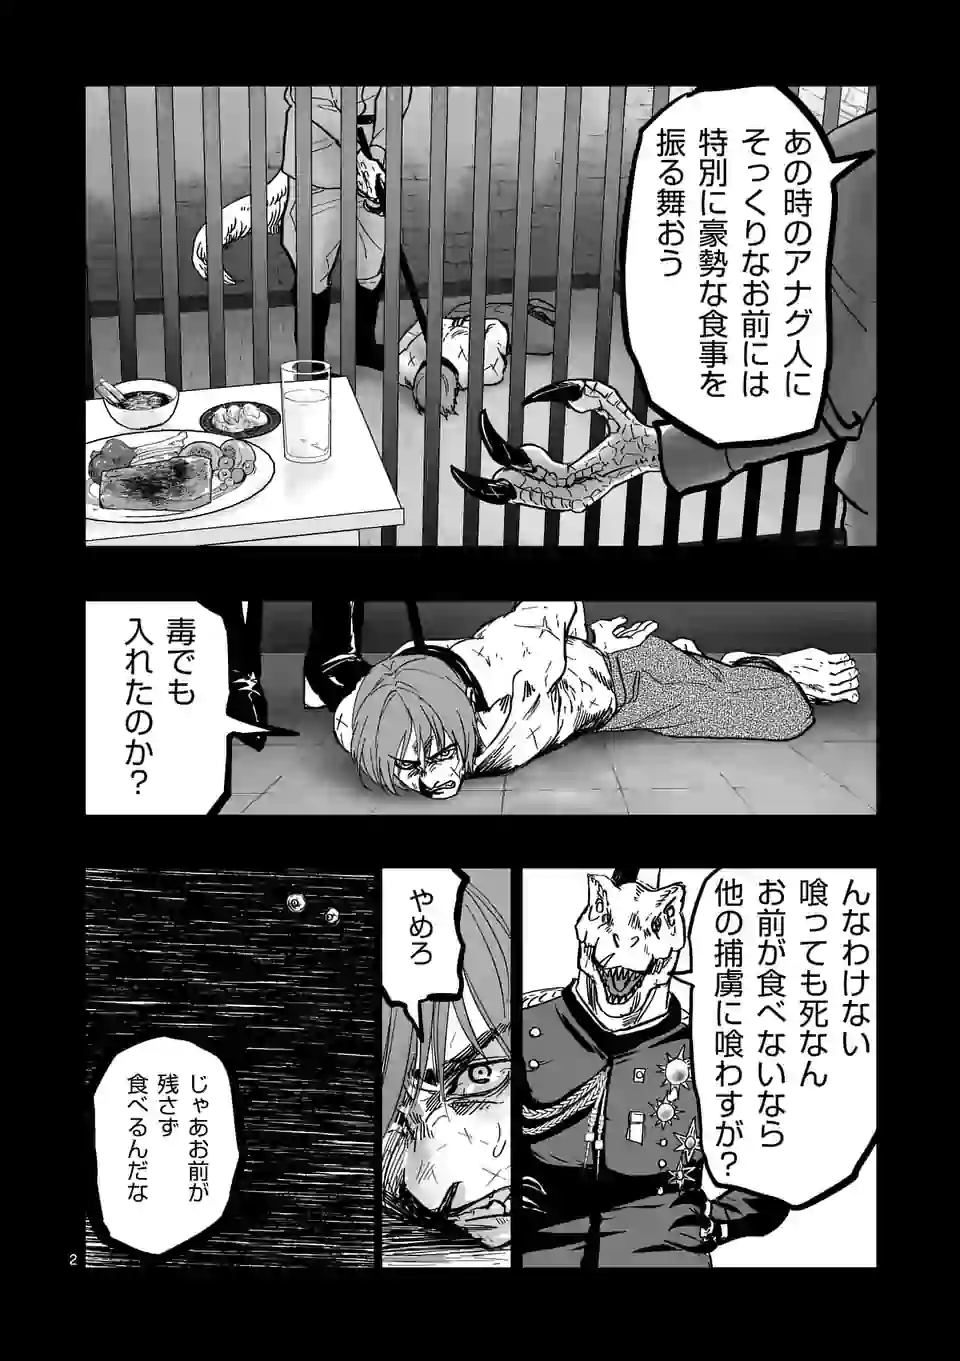 あの時のアナグ人に
そっくりなお前には
特別に豪勢な食事を
振る舞おう
毒でも
入れたのか？
んなわけない
喰っても死なん
お前が食べないなら
他の捕虜に喰わすが？
やめろ
じゃあお前が
残さず
食べるんだな
2